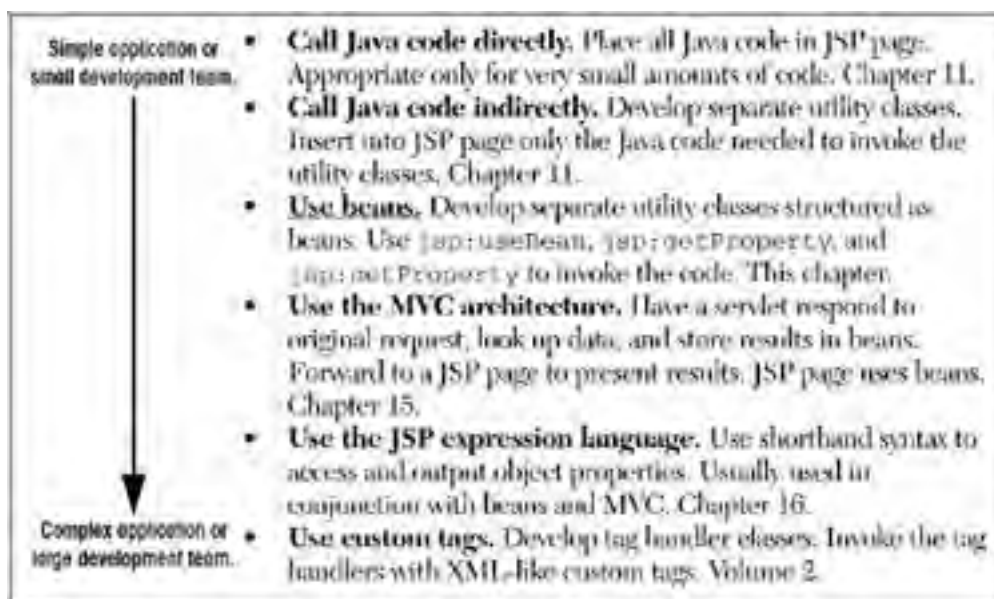 Simple application or
small development team.
• Call Java code directly. Place all Java code in JSP page.
Appropriate only for very small amounts of code. Chapter 11.
• Call Java code indirectly. Develop separate utility classes.
Insert into JSP page only the Java code needed to invoke the
utility classes. Chapter 11.
• Use beans. Develop separate utility classes structured as
beans. Use jsp:useBean, jsp:getProperty, and
jsp:setProperty to invoke the code. This chapter.
• Use the MVC architecture. Have a servlet respond to
original request, look up data, and store results in beans.
Forward to a JSP page to present results. JSP page uses beans.
Chapter 15.
• Use the JSP expression language. Use shorthand syntax to
access and output object properties. Usually used in
conjunction with beans and MVC. Chapter 16.
Complex application or
large development team.
• Use custom tags. Develop tag handler classes. Invoke the tag
handlers with XML-like custom tags. Volume 2.